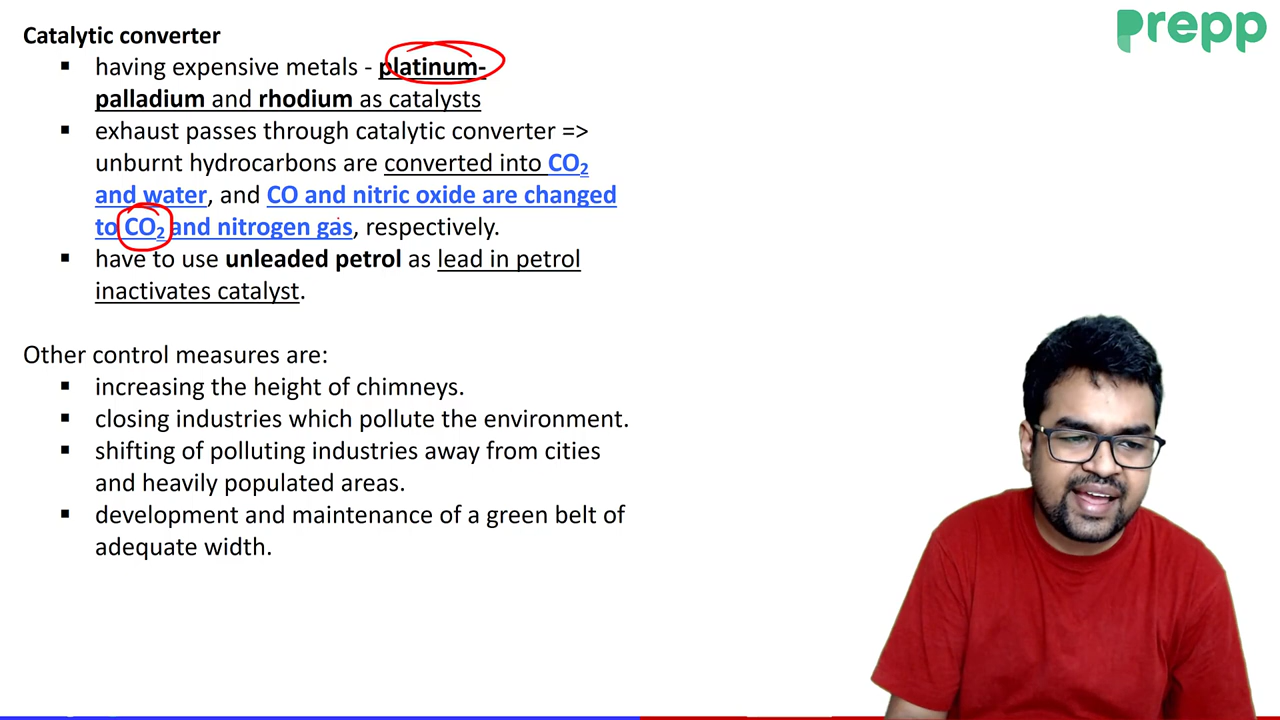 prepp
Catalytic converter
▪ having expensive metals - platinum-
palladium and rhodium as catalysts
▪ exhaust passes through catalytic converter =>
unburnt hydrocarbons are converted into CO₂
and water, and CO and nitric oxide are changed
to CO₂ and nitrogen gas, respectively.
▪ have to use unleaded petrol as lead in petrol
inactivates catalyst.
Other control measures are:
▪ increasing the height of chimneys.
▪ closing industries which pollute the environment.
▪ shifting of polluting industries away from cities
and heavily populated areas.
▪ development and maintenance of a green belt of
adequate width.